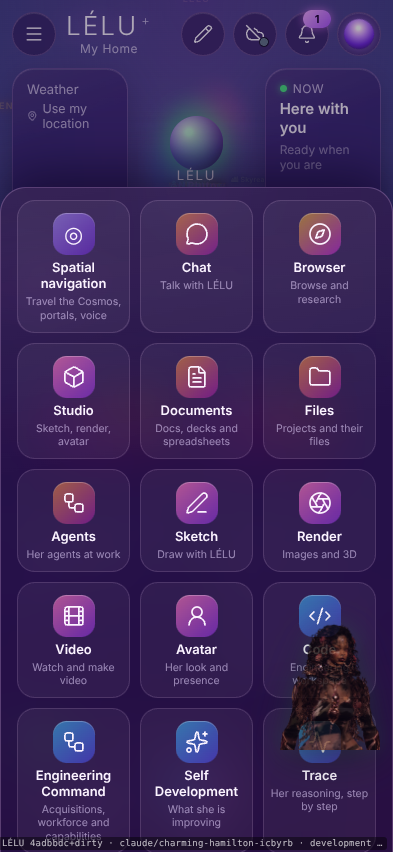 LÉLU +
My Home
1
Weather
Use my
location
NOW
Here with
you
Ready when
you are
LÉLU
Spatial
navigation
Travel the Cosmos,
portals, voice
Chat
Talk with LÉLU
Browser
Browse and
research
Studio
Sketch, render,
avatar
Documents
Docs, decks and
spreadsheets
Files
Projects and their
files
Agents
Her agents at work
Sketch
Draw with LÉLU
Render
Images and 3D
Video
Watch and make
video
Avatar
Her look and
presence
Engineering
Command
Acquisitions,
workforce and
capabilities
Self
Development
What she is
improving
Trace
Her reasoning, step
by step
LÉLU 4adbbdc+dirty · claude/charming-hamilton-icbyrb · development …